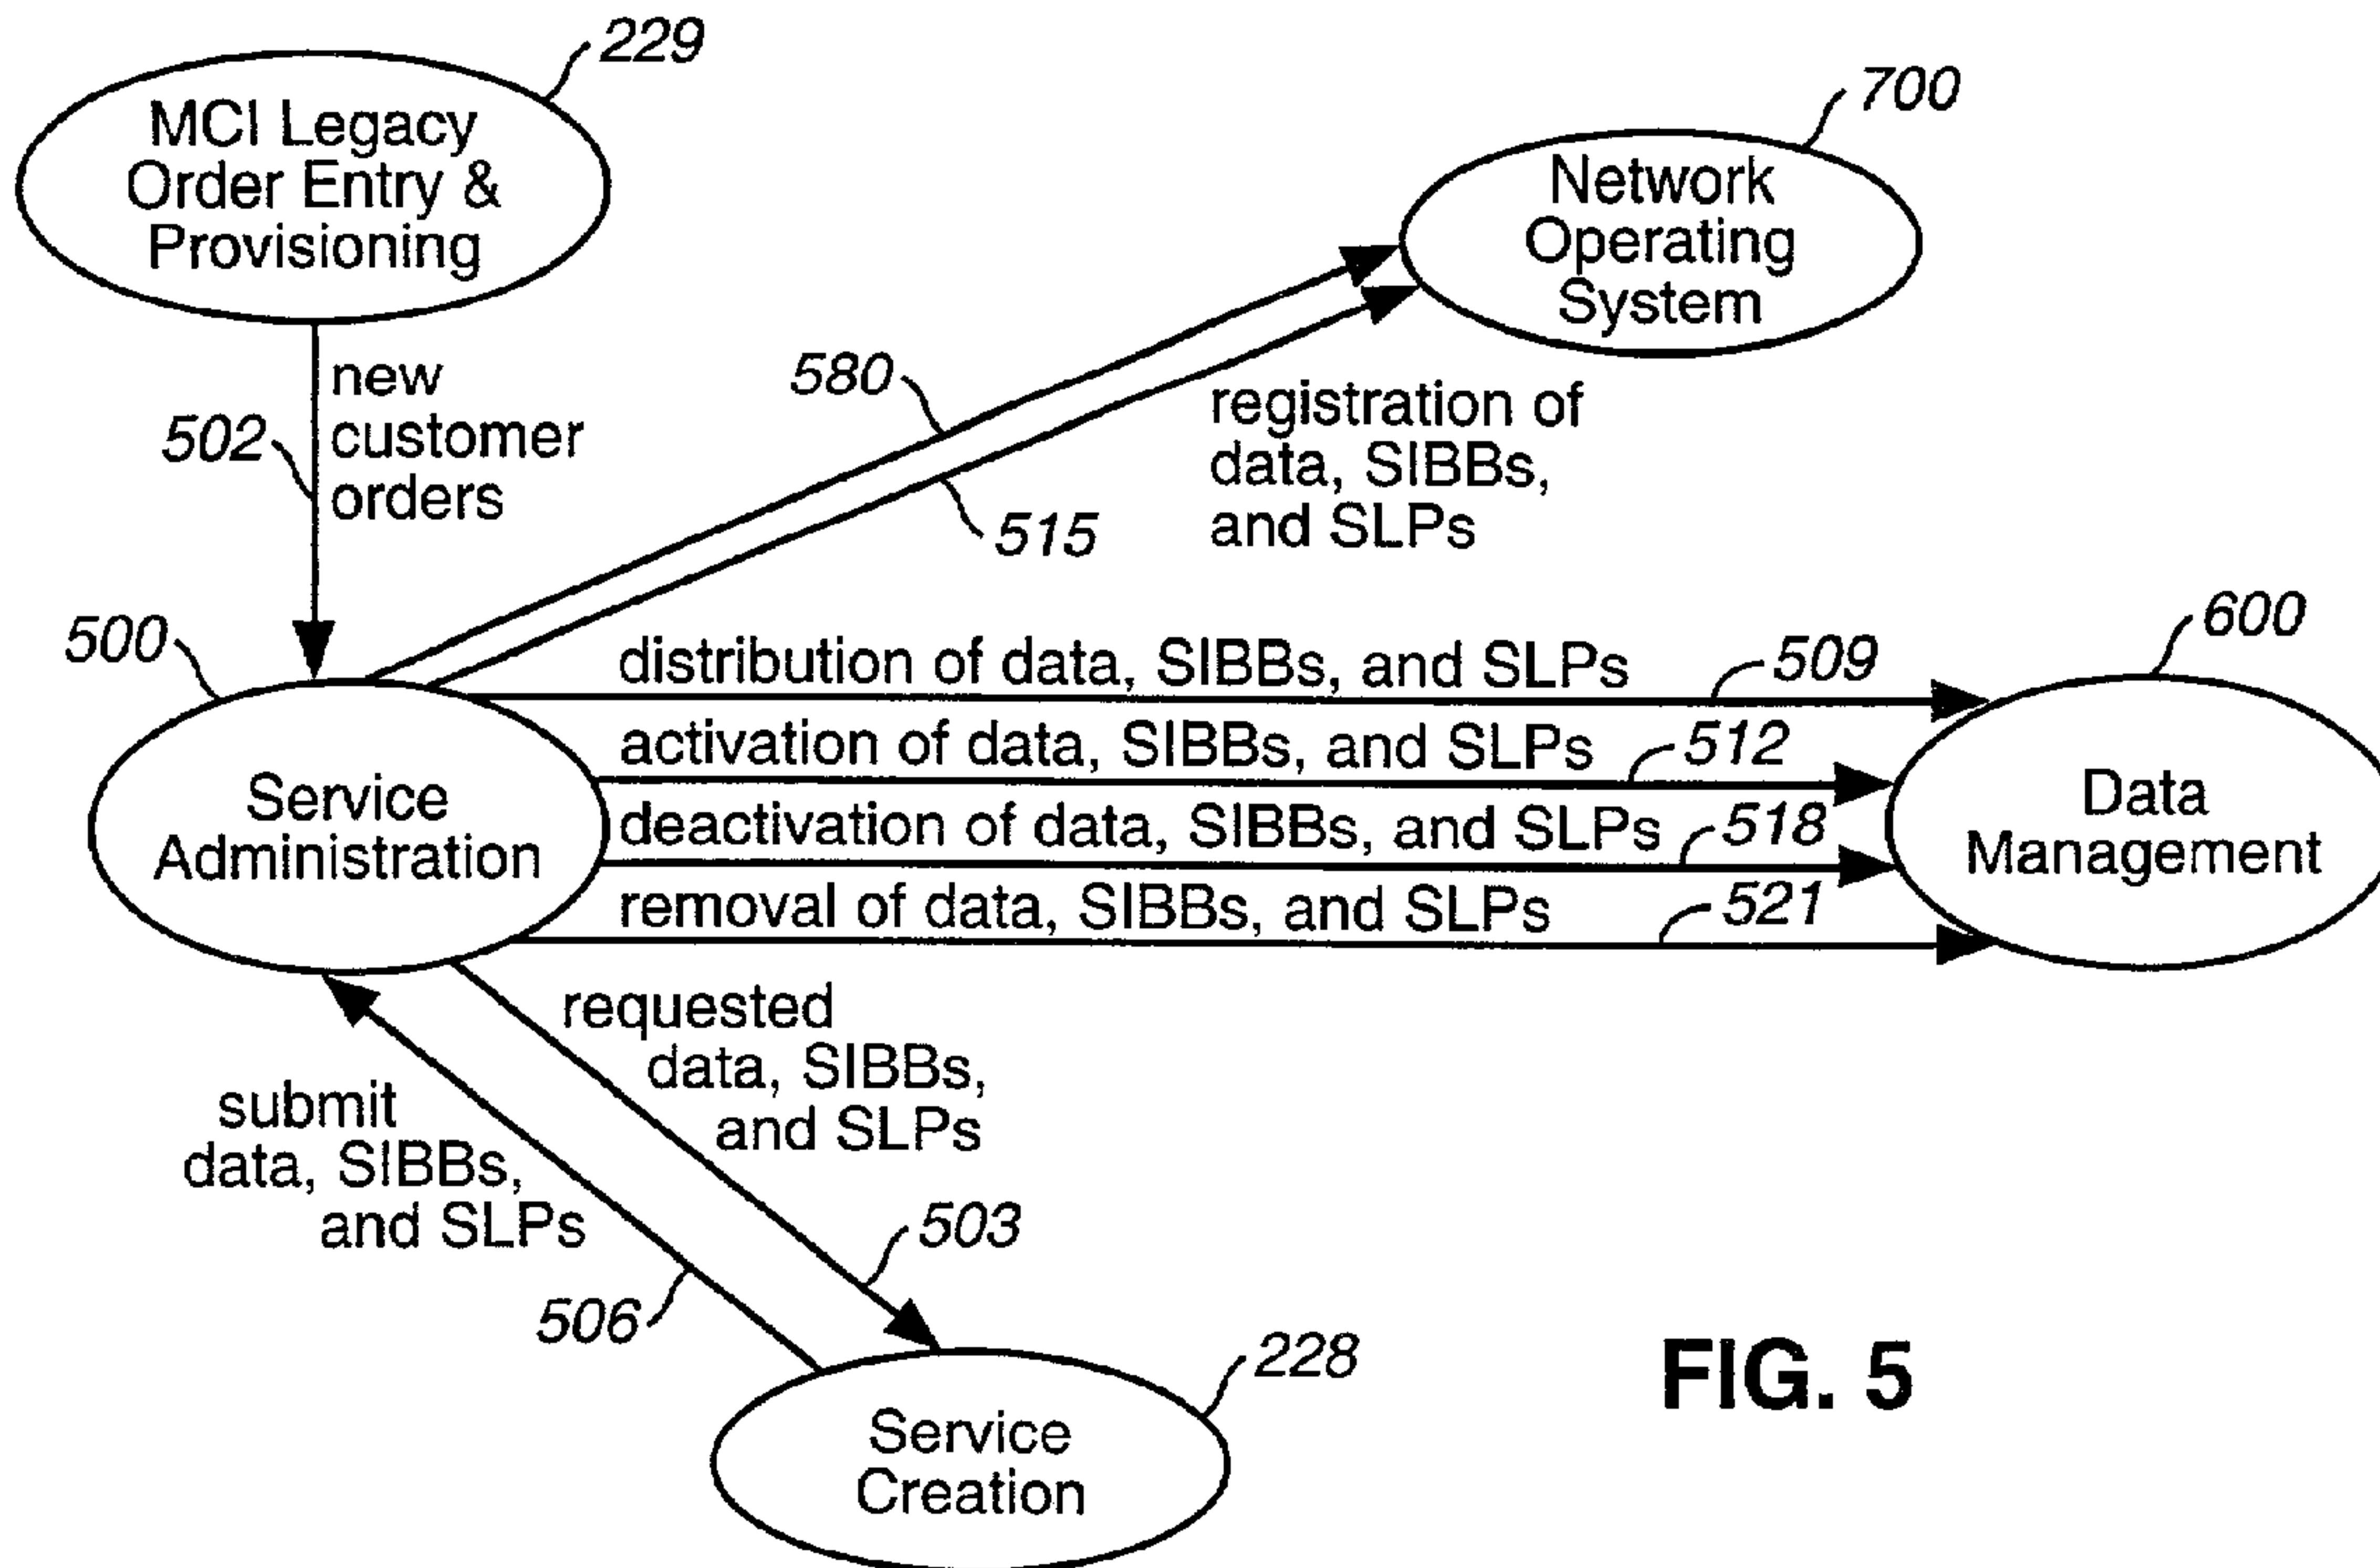 229
MCI Legacy
Order Entry &
Provisioning
700
Network
Operating
System
new
customer
orders
502
580
515
registration of
data, SIBBs,
and SLPs
500
Service
Administration
distribution of data, SIBBs, and SLPs
509
activation of data, SIBBs, and SLPs
512
deactivation of data, SIBBs, and SLPs
518
removal of data, SIBBs, and SLPs
521
600
Data
Management
requested
data, SIBBs,
and SLPs
503
submit
data, SIBBs,
and SLPs
506
228
Service
Creation
FIG. 5